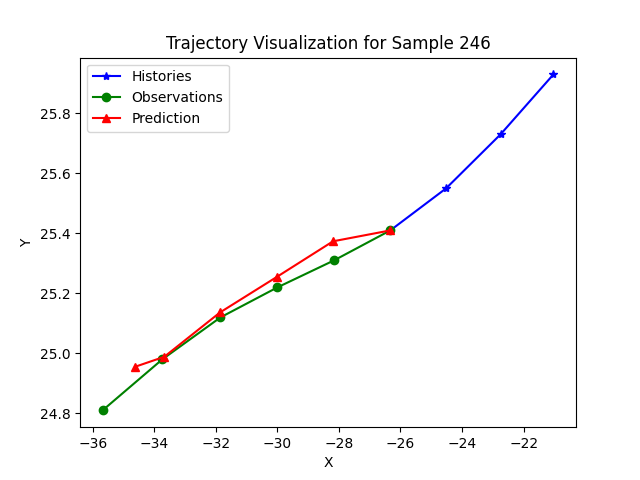 Trajectory Visualization for Sample 246
Histories
Observations
Prediction
25.8
25.6
25.4
25.2
25.0
24.8
Y
−36 −34 −32 −30 −28 −26 −24 −22
X